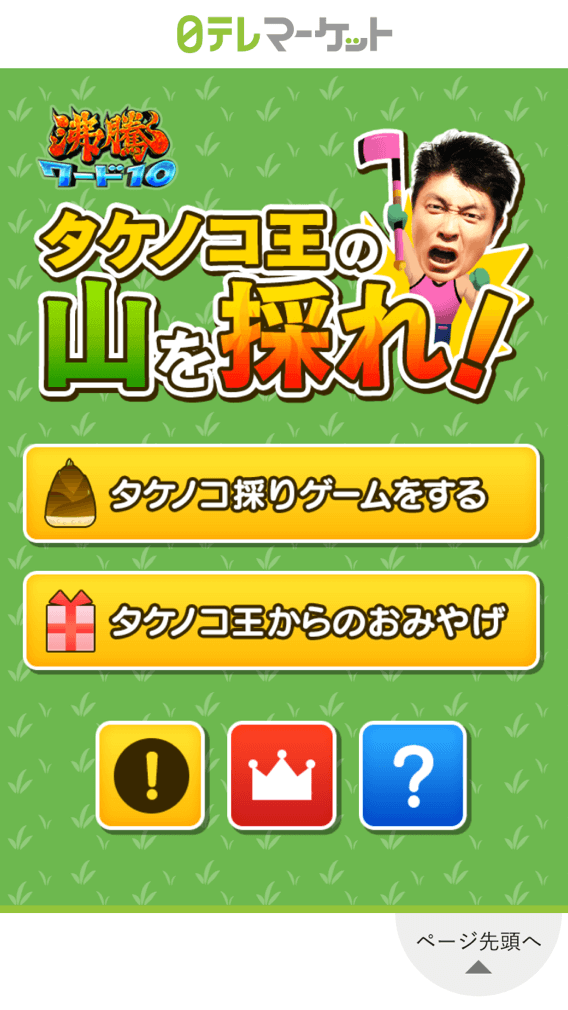 日テレマーケット
沸騰
ワード10
タケノコ王の
山を採れ!
タケノコ採りゲームをする
タケノコ王からのおみやげ
!
?
ページ先頭へ